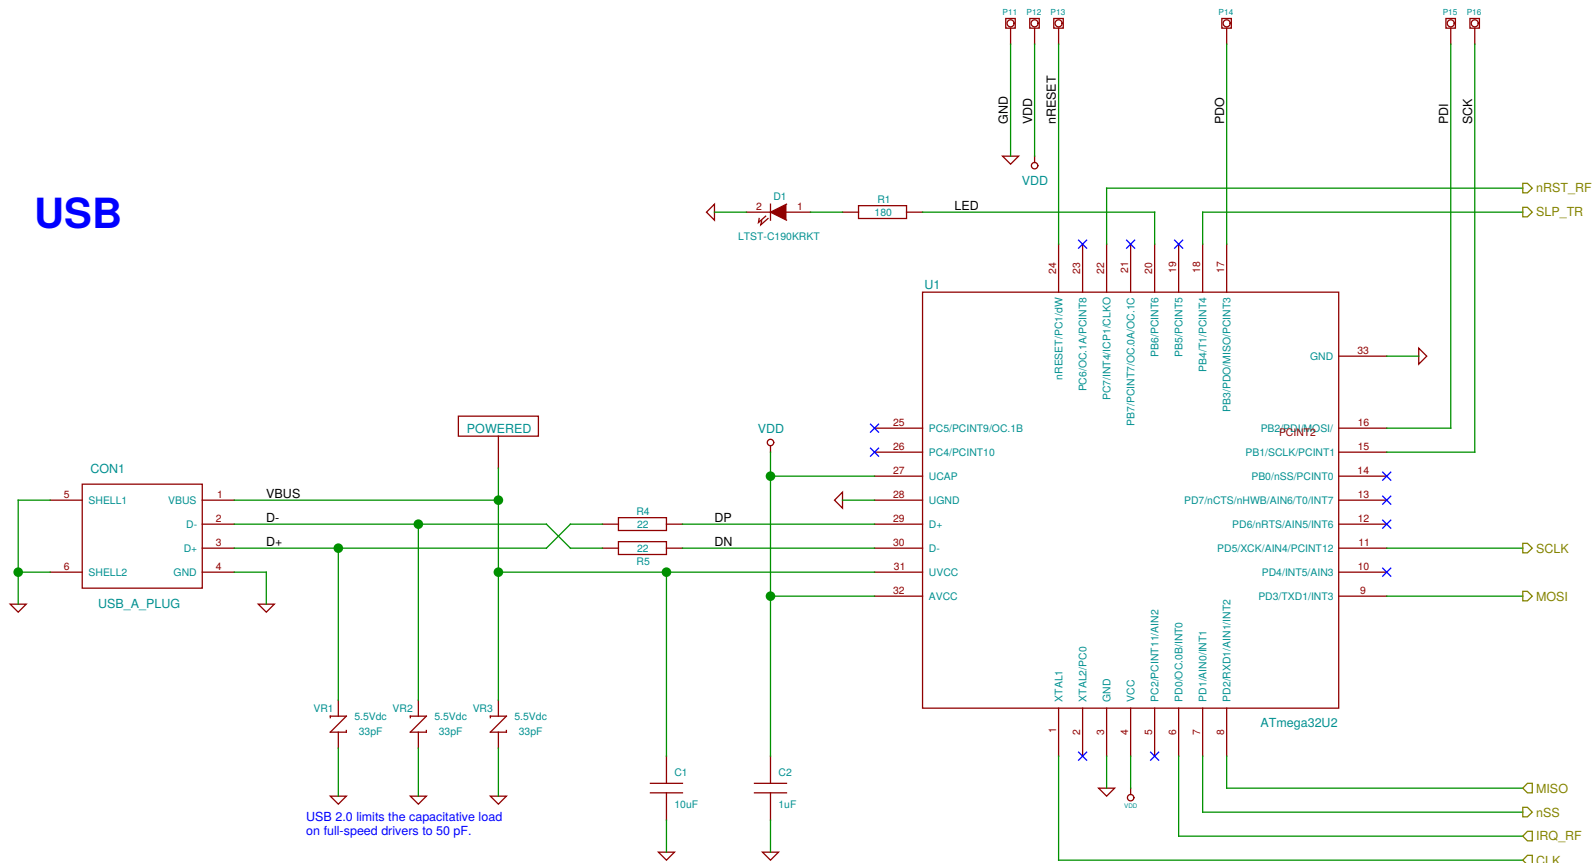 P11
P12
P13
P14
P15
P16
GND
VDD
nRESET
PDO
PDI
SCK
VDD
nRST_RF
SLP_TR
USB
D1
2
1
LTST-C190KRKT
R1
180
LED
24
23
22
21
20
19
18
17
U1
nRESET/PC1/dW
PC6/OC.1A/PCINT8
PC7/INT4/ICP1/CLKO
PB7/PCINT7/OC.0A/OC.1C
PB6/PCINT6
PB5/PCINT5
PB4/T1/PCINT4
PB3/PDO/MISO/PCINT3
GND
33
POWERED
VDD
25
PC5/PCINT9/OC.1B
26
PC4/PCINT10
27
UCAP
28
UGND
29
D+
30
D-
31
UVCC
32
AVCC
PB2/PDI/MOSI/
PCINT2
16
PB1/SCLK/PCINT1
15
PB0/nSS/PCINT0
14
PD7/nCTS/nHWB/AIN6/T0/INT7
13
PD6/nRTS/AIN5/INT6
12
PD5/XCK/AIN4/PCINT12
11
SCLK
PD4/INT5/AIN3
10
PD3/TXD1/INT3
9
MOSI
CON1
5
SHELL1
VBUS
1
VBUS
D-
2
D-
D+
3
D+
6
SHELL2
GND
4
USB_A_PLUG
R4
22
DP
22
R5
DN
XTAL1
XTAL2/PC0
GND
VCC
PC2/PCINT11/AIN2
PD0/OC.0B/INT0
PD1/AIN0/INT1
PD2/RXD1/AIN1/INT2
ATmega32U2
1
2
3
4
5
6
7
8
VDD
VR1
5.5Vdc
33pF
VR2
5.5Vdc
33pF
VR3
5.5Vdc
33pF
C1
10uF
C2
1uF
USB 2.0 limits the capacitative load
on full-speed drivers to 50 pF.
MISO
nSS
IRQ_RF
CLK